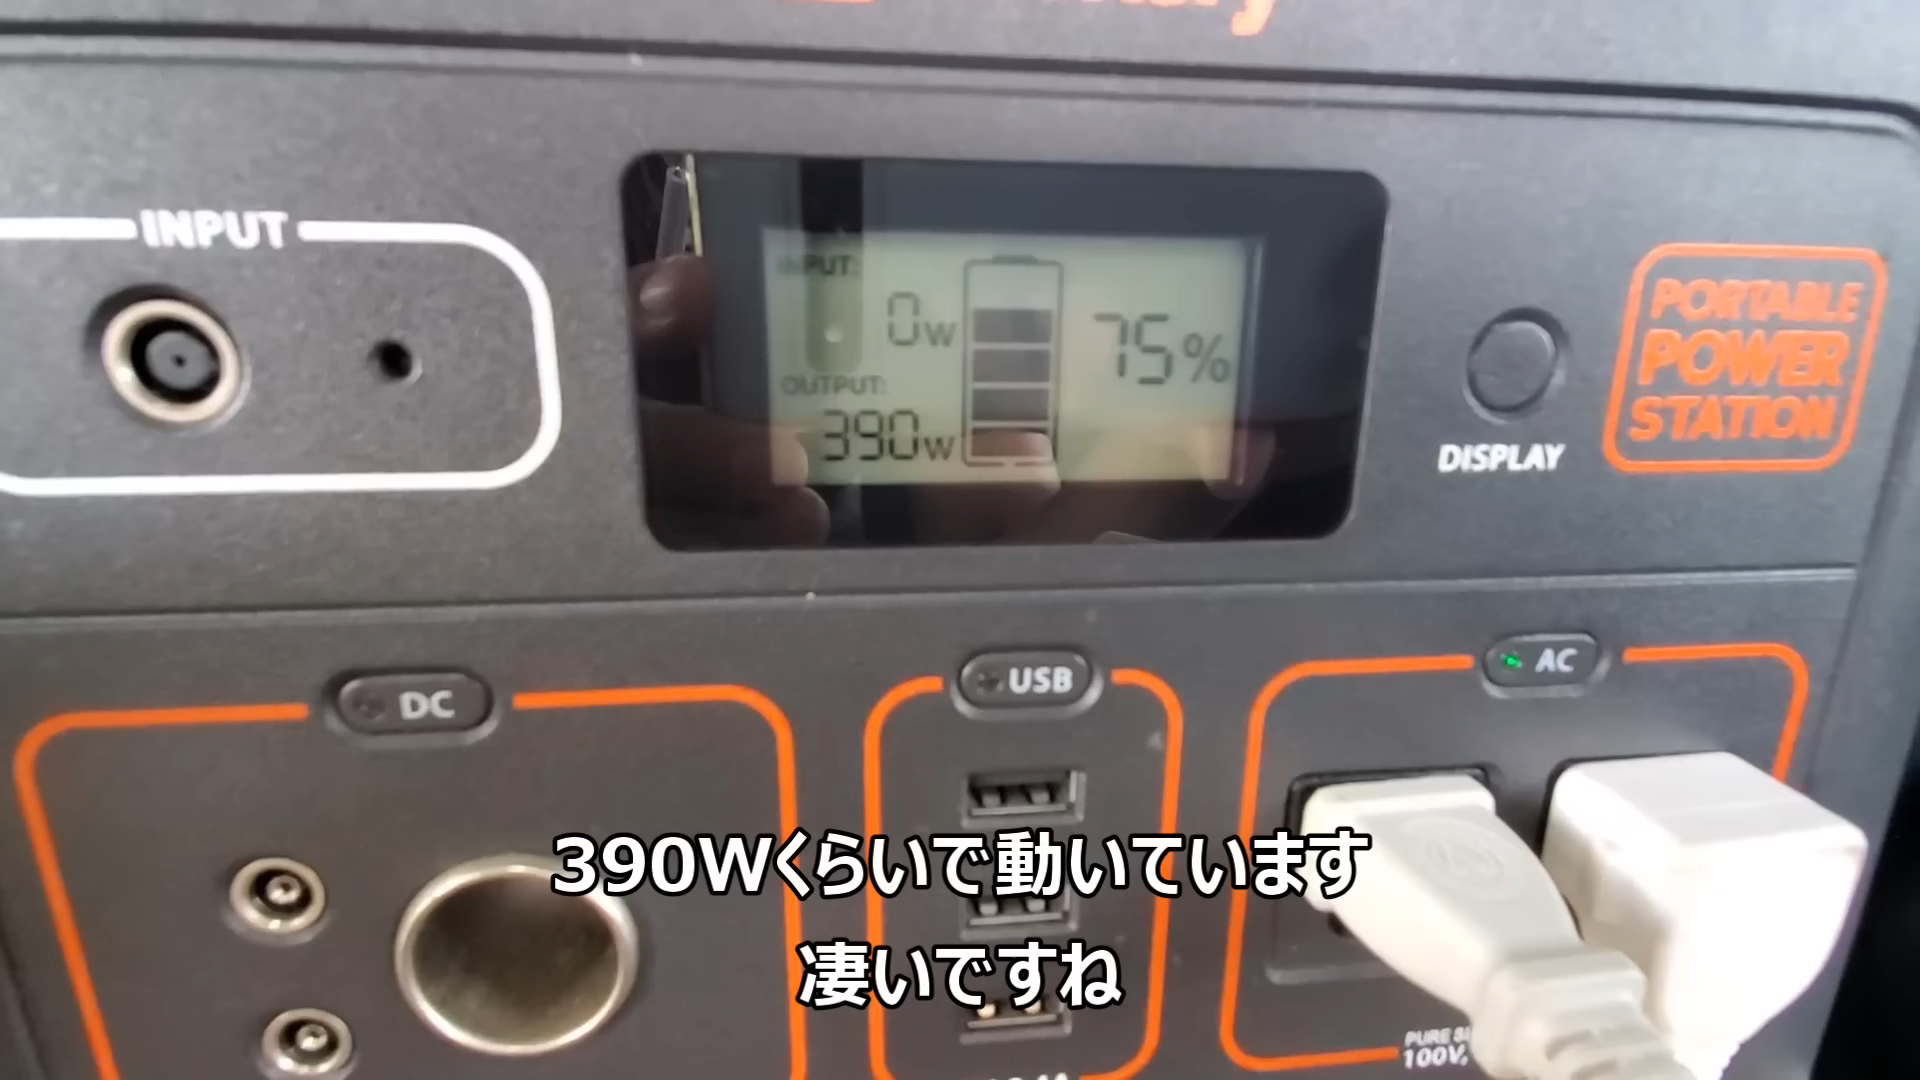 INPUT
INPUT:
0w
75%
OUTPUT:
390w
DISPLAY
PORTABLE
POWER
STATION
DC
USB
AC
390Wくらいで動いています
凄いですね
100V,